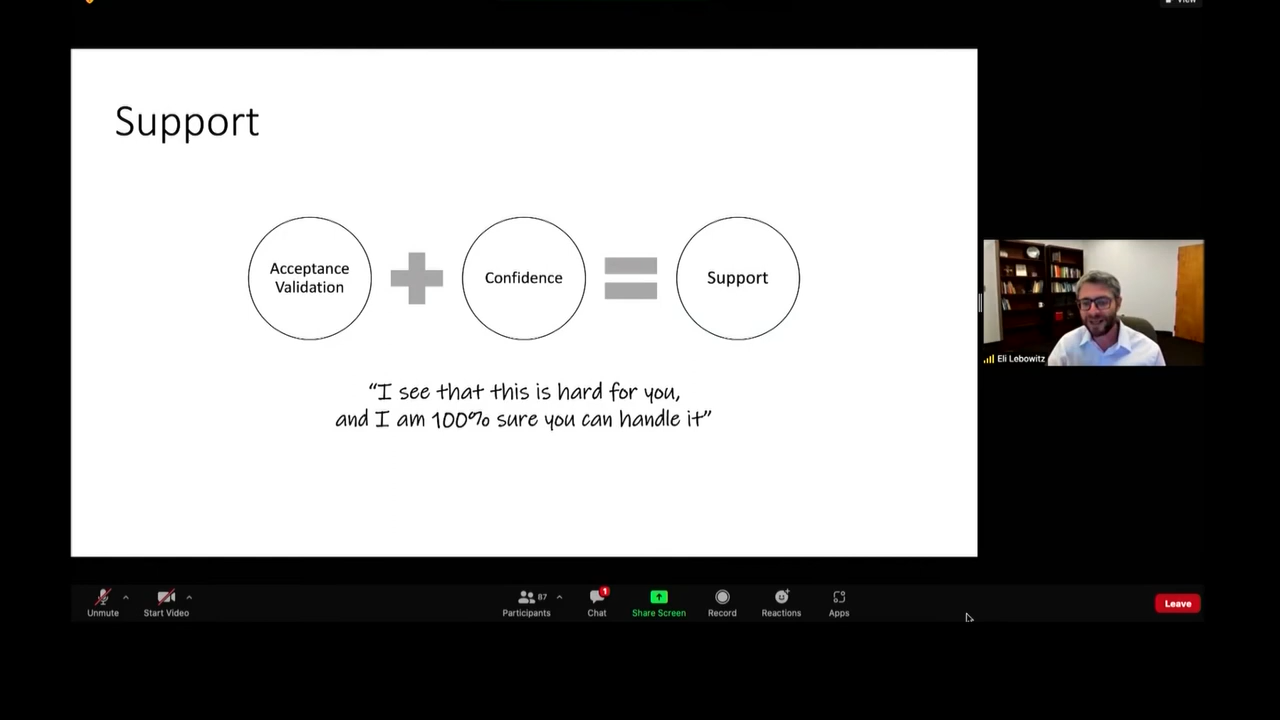 View
Support
Acceptance
Validation
Confidence
Support
“I see that this is hard for you,
and I am 100% sure you can handle it”
Eli Lebowitz
Unmute
Start Video
87
Participants
1
Chat
Share Screen
Record
Reactions
Apps
Leave